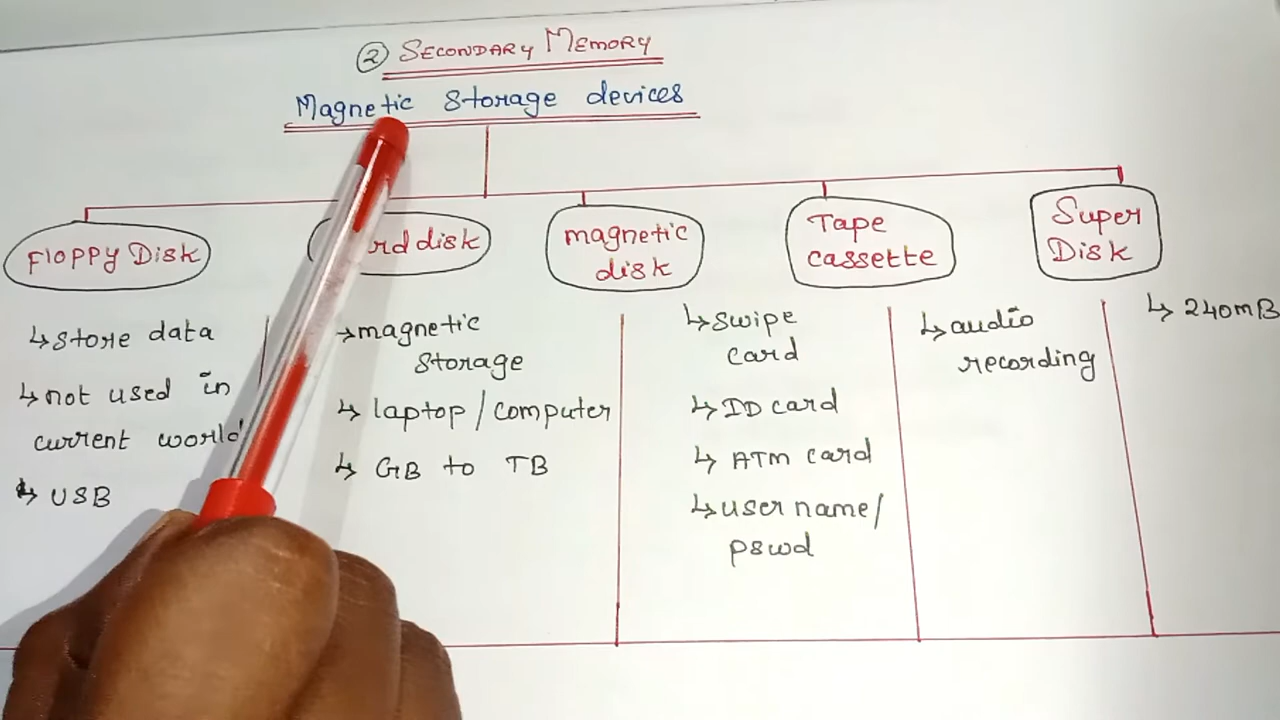 ② SECONDARY MEMORY
Magnetic Storage devices
Floppy Disk
↳ store data
↳ not used in
current world
↳ USB
disk
→ magnetic
storage
↳ laptop / computer
↳ GB to TB
magnetic
disk
↳ swipe
card
↳ ID card
↳ ATM card
↳ user name/
pswd
Tape
cassette
↳ audio
recording
Super
Disk
↳ 240MB